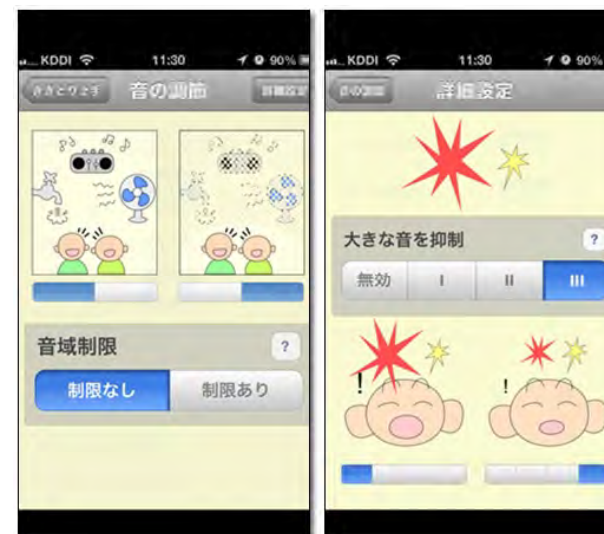 KDDI 11:30 90%
ききとりよす 音の調節 詳細設定
音域制限 ?
制限なし 制限あり
KDDI 11:30 90%
音の調節 詳細設定
大きな音を抑制 ?
無効 I II III
!
!